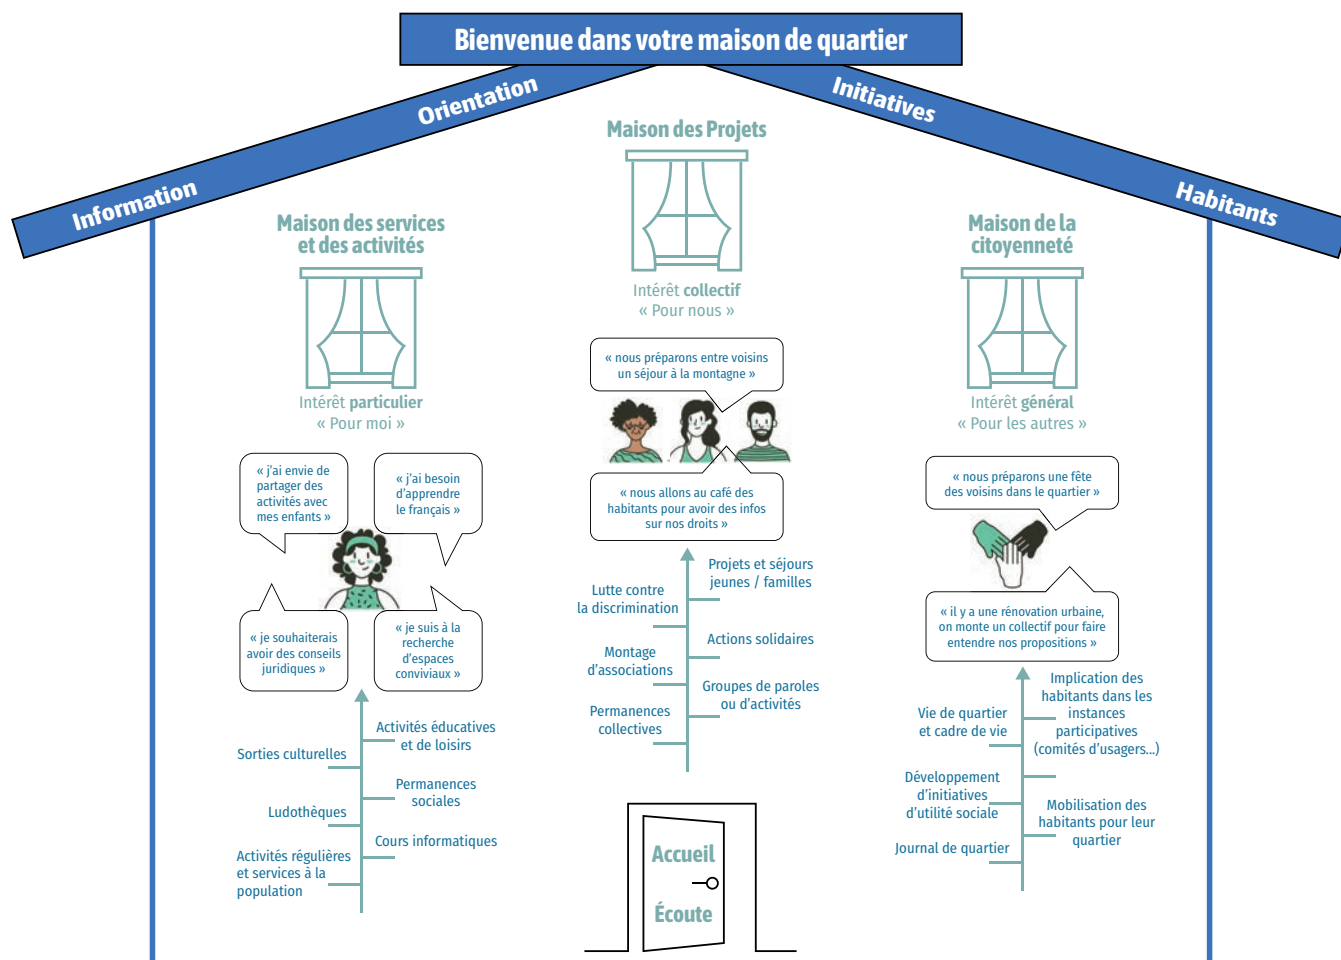 Bienvenue dans votre maison de quartier
Information
Orientation
Initiatives
Habitants
Maison des services
et des activités
Intérêt particulier
« Pour moi »
« j'ai envie de
partager des
activités avec
mes enfants »
« j'ai besoin
d'apprendre
le français »
« je souhaiterais
avoir des conseils
juridiques »
« je suis à la
recherche
d'espaces
conviviaux »
Activités éducatives
et de loisirs
Sorties culturelles
Permanences
sociales
Ludothèques
Cours informatiques
Activités régulières
et services à la
population
Maison des Projets
Intérêt collectif
« Pour nous »
« nous préparons entre voisins
un séjour à la montagne »
« nous allons au café des
habitants pour avoir des infos
sur nos droits »
Projets et séjours
jeunes / familles
Lutte contre
la discrimination
Actions solidaires
Montage
d'associations
Groupes de paroles
ou d'activités
Permanences
collectives
Accueil
Écoute
Maison de la
citoyenneté
Intérêt général
« Pour les autres »
« nous préparons une fête
des voisins dans le quartier »
« il y a une rénovation urbaine,
on monte un collectif pour faire
entendre nos propositions »
Implication des
habitants dans les
instances
participatives
(comités d'usagers...)
Vie de quartier
et cadre de vie
Développement
d'initiatives
d'utilité sociale
Mobilisation des
habitants pour leur
quartier
Journal de quartier